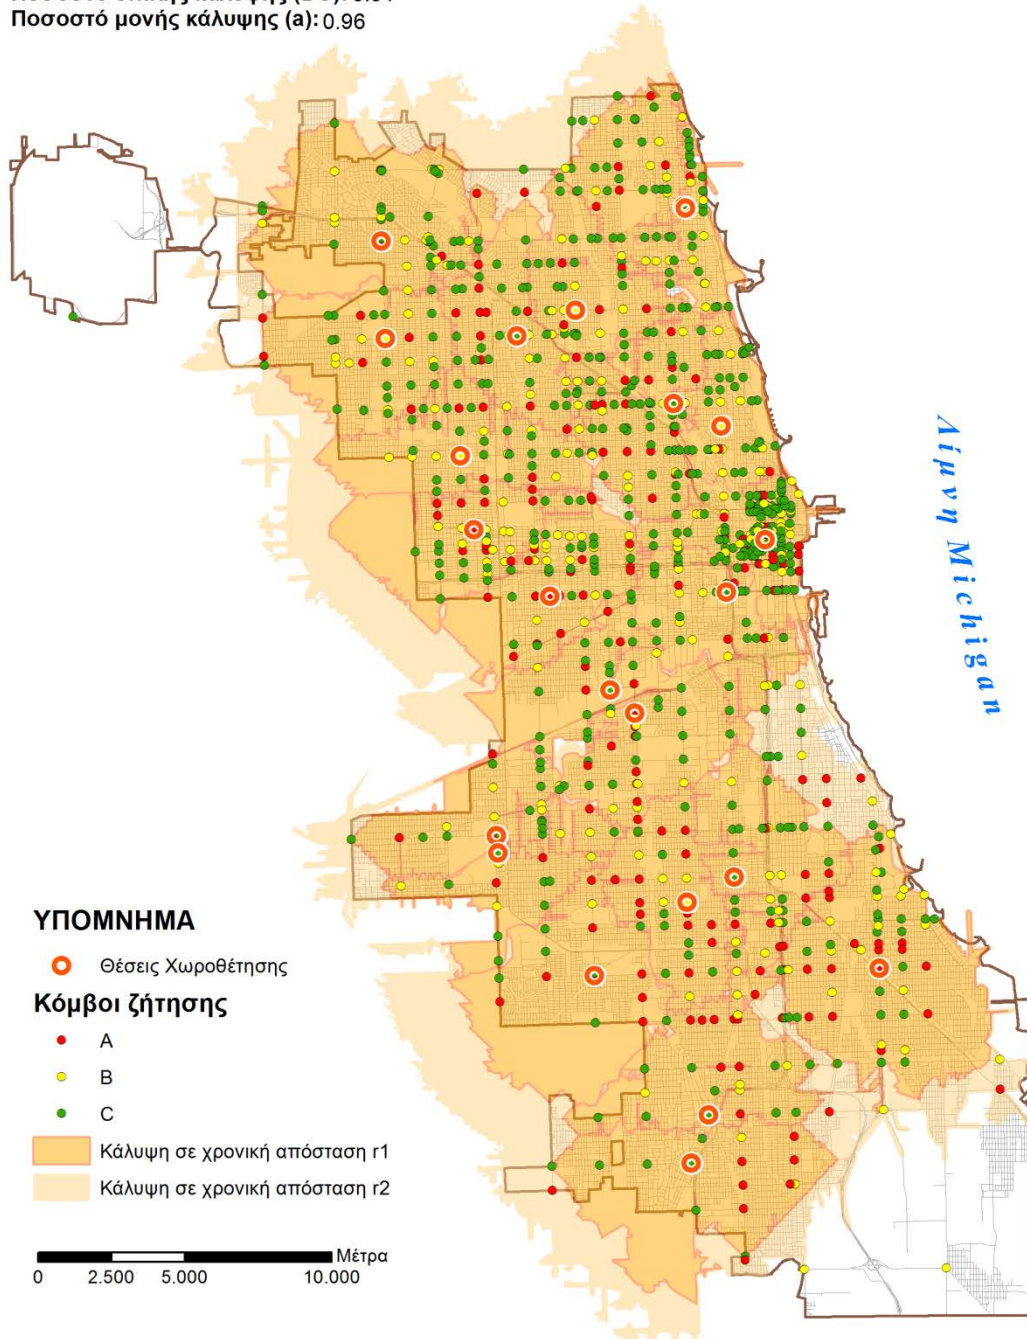 Ποσοστό μονής κάλυψης (a): 0.96
Λίμνη Michigan
ΥΠΟΜΝΗΜΑ
Θέσεις Χωροθέτησης
Κόμβοι ζήτησης
A
B
C
Κάλυψη σε χρονική απόσταση r1
Κάλυψη σε χρονική απόσταση r2
Μέτρα
0 2.500 5.000 10.000